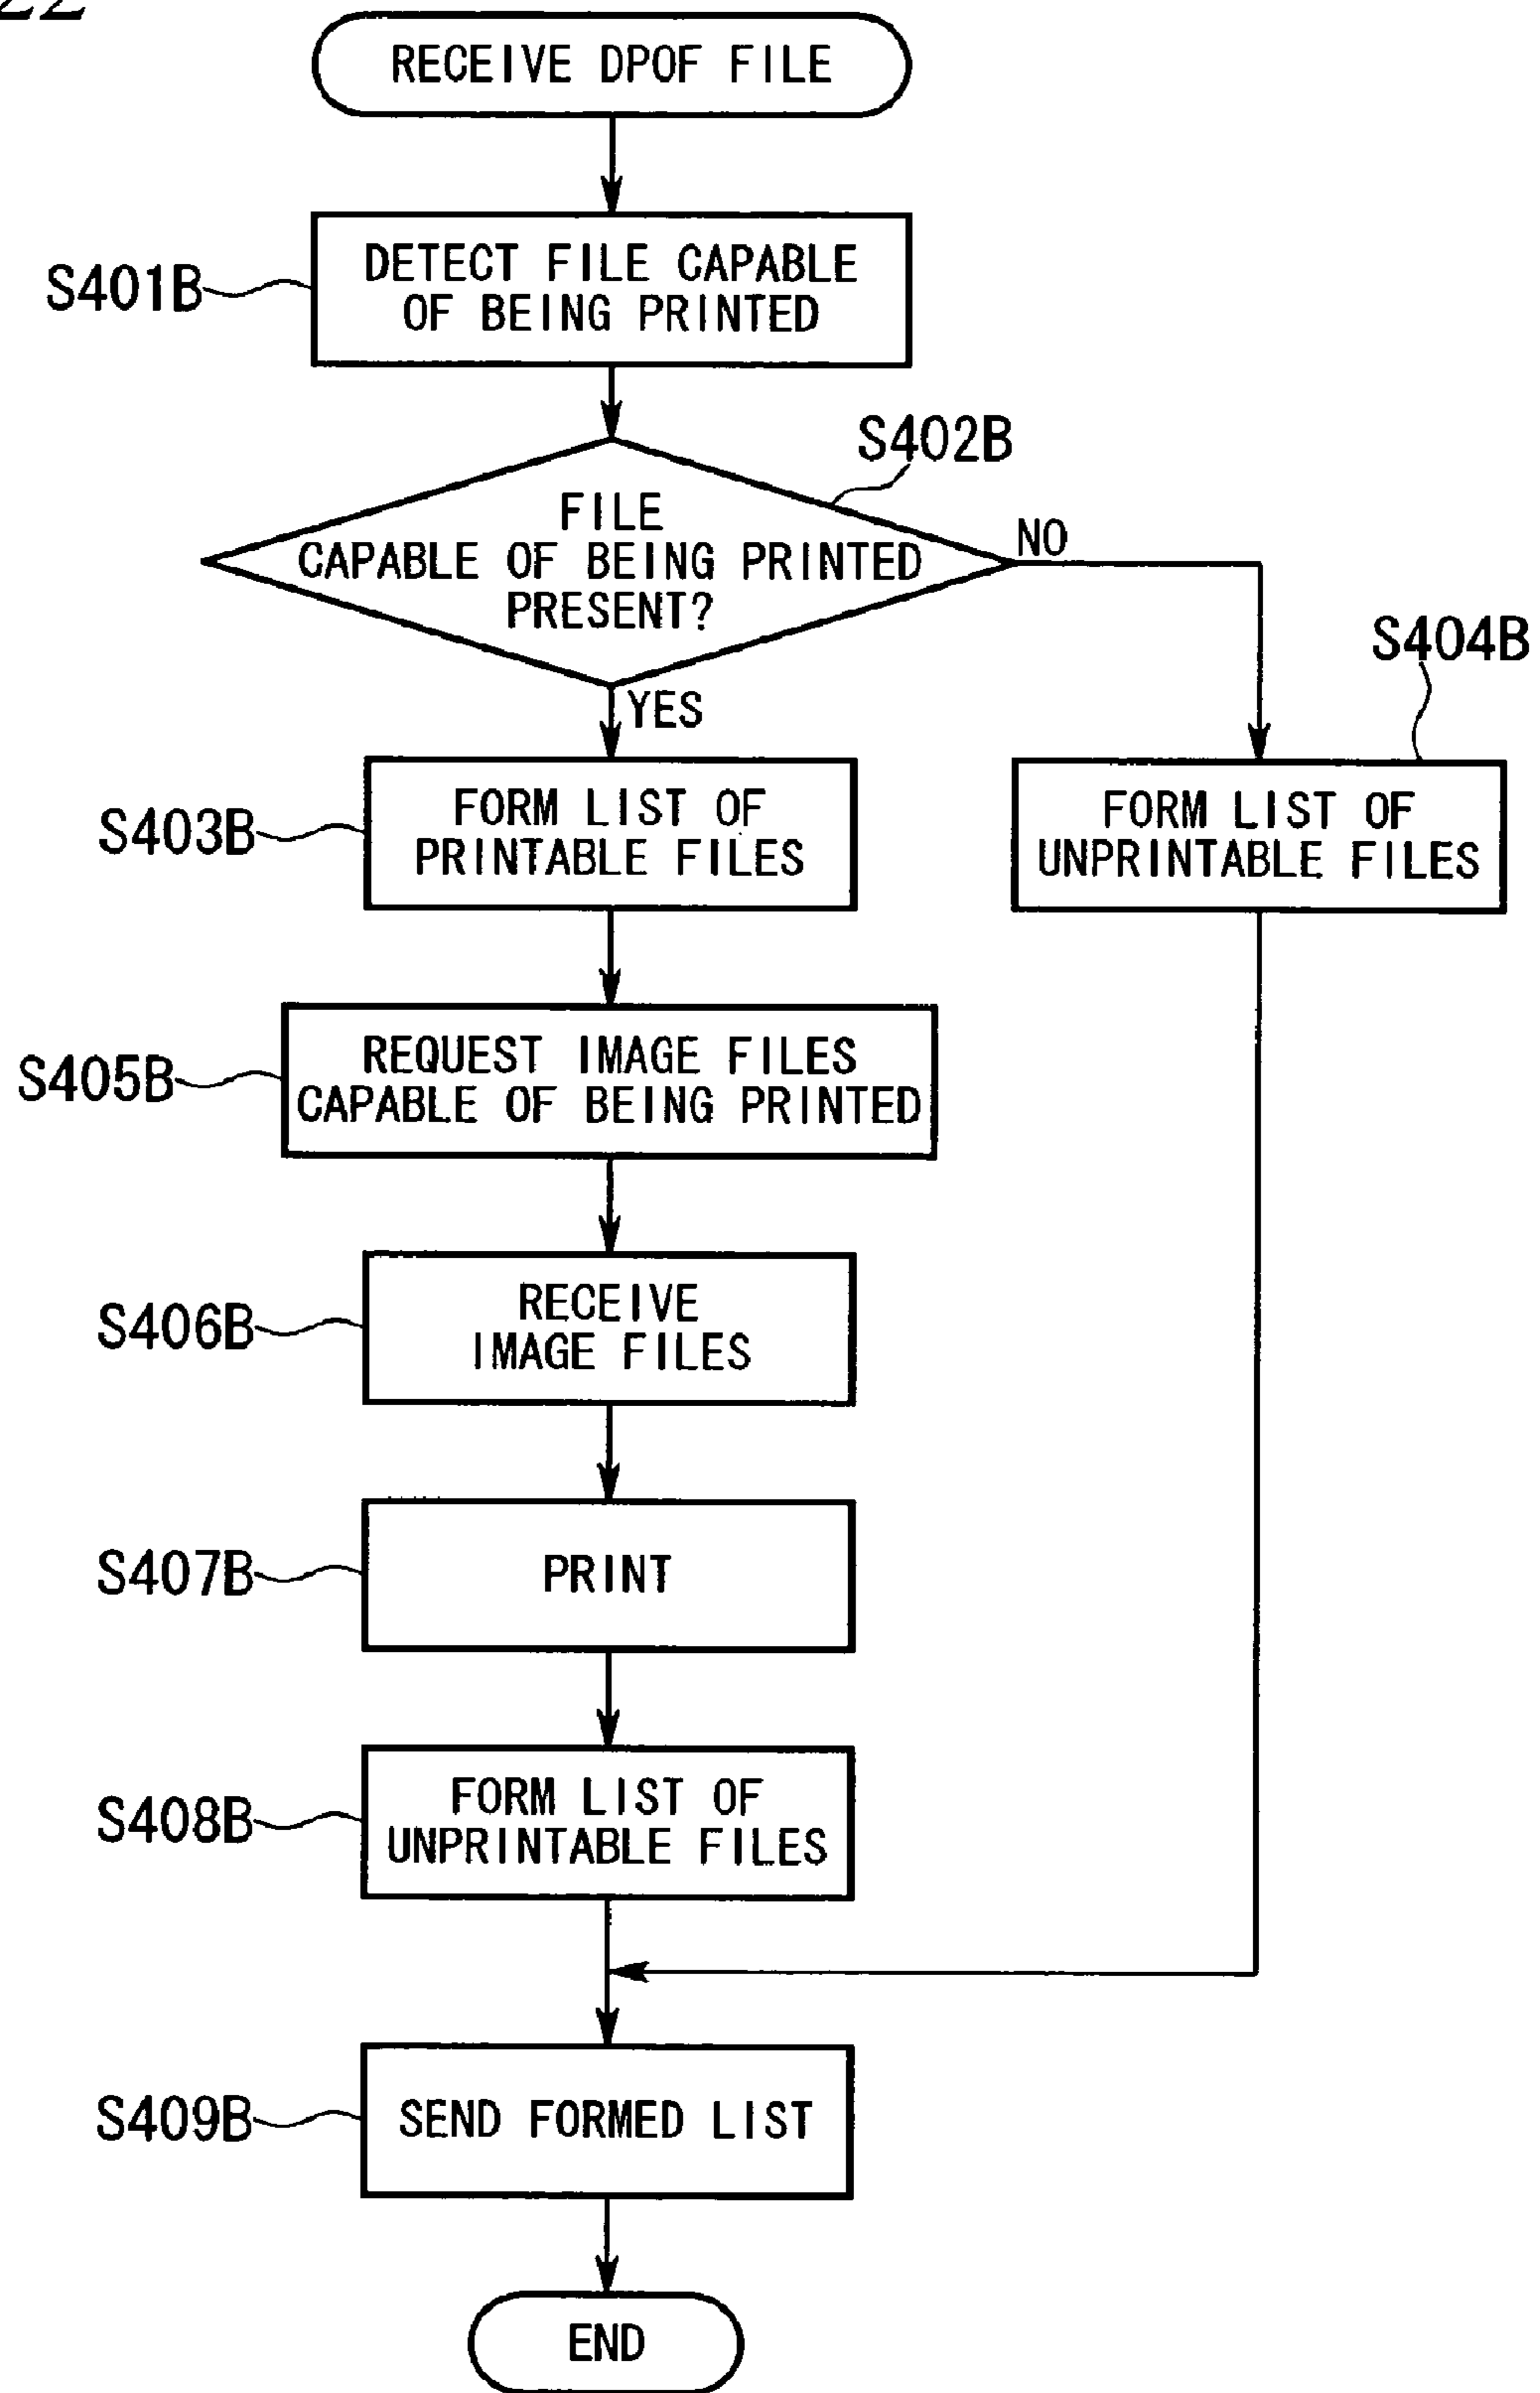 22
RECEIVE DPOF FILE
S401B
DETECT FILE CAPABLE
OF BEING PRINTED
S402B
FILE
CAPABLE OF BEING PRINTED
PRESENT?
NO
YES
S404B
S403B
FORM LIST OF
PRINTABLE FILES
FORM LIST OF
UNPRINTABLE FILES
S405B
REQUEST IMAGE FILES
CAPABLE OF BEING PRINTED
S406B
RECEIVE
IMAGE FILES
S407B
PRINT
S408B
FORM LIST OF
UNPRINTABLE FILES
S409B
SEND FORMED LIST
END